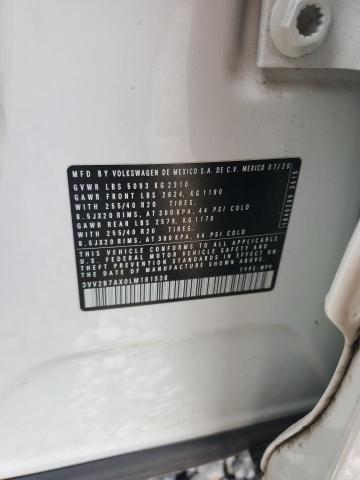 MFD BY VOLKSWAGEN DE MEXICO S.A. DE C.V. MEXICO 07/20
GVWR LBS 5093 KG 2310
GAWR FRONT LBS 2624, KG 1190
WITH 255/40 R20 TIRES,
8.5JX20 RIMS, AT 300 KPA, 44 PSI COLD
GAWR REAR LBS 2579, KG 1170
WITH 255/40 R20 TIRES,
8.5JX20 RIMS, AT 300 KPA, 44 PSI COLD
THIS VEHICLE CONFORMS TO ALL APPLICABLE
U.S. FEDERAL MOTOR VEHICLE SAFETY AND
THEFT PREVENTION STANDARDS IN EFFECT ON
THE DATE OF MANUFACTURE SHOWN ABOVE.
3VV2B7AX0LM161538 TYPE: MPV